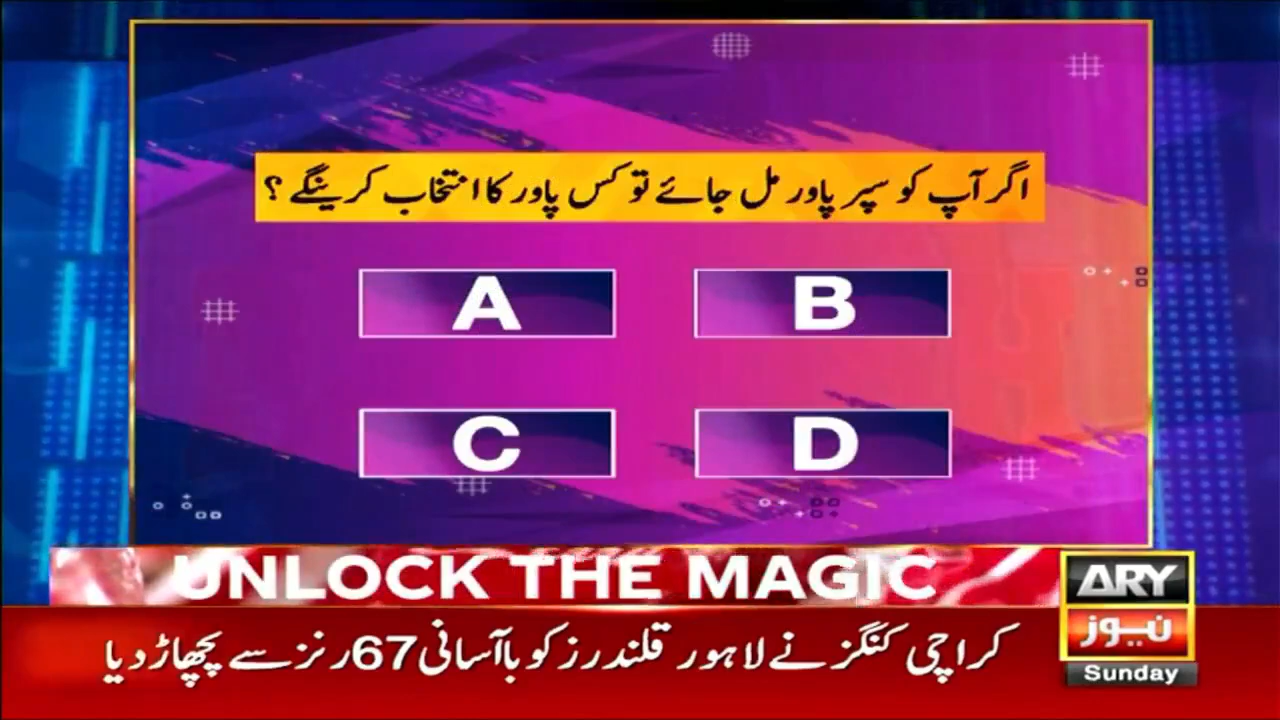 اگر آپ کو سپر پاور مل جائے تو کس پاور کا انتخاب کرینگے ؟
A
B
C
D
UNLOCK THE MAGIC
ARY
نیوز
Sunday
کراچی کنگز نے لاہور قلندرز کو باآسانی 67 رنز سے پچھاڑ دیا